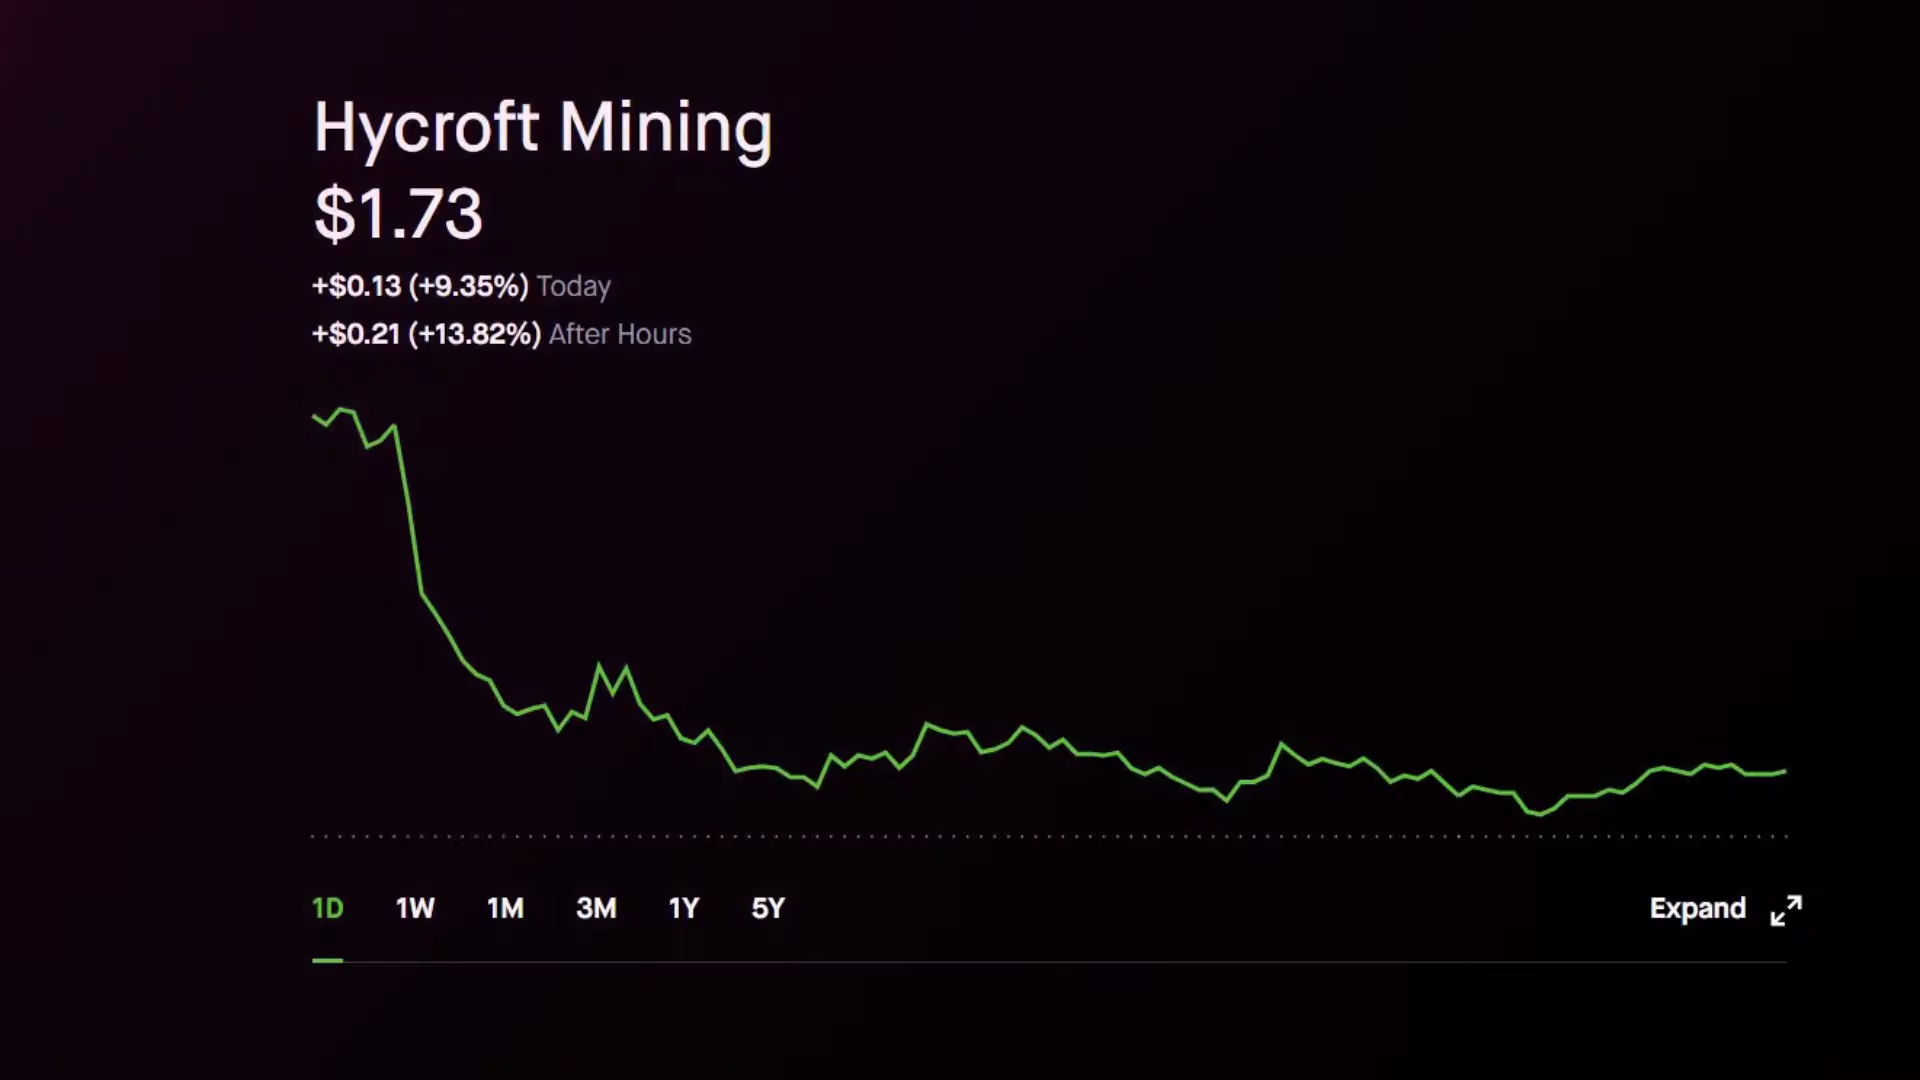 Hycroft Mining
$1.73
+$0.13 (+9.35%) Today
+$0.21 (+13.82%) After Hours
1D 1W 1M 3M 1Y 5Y Expand